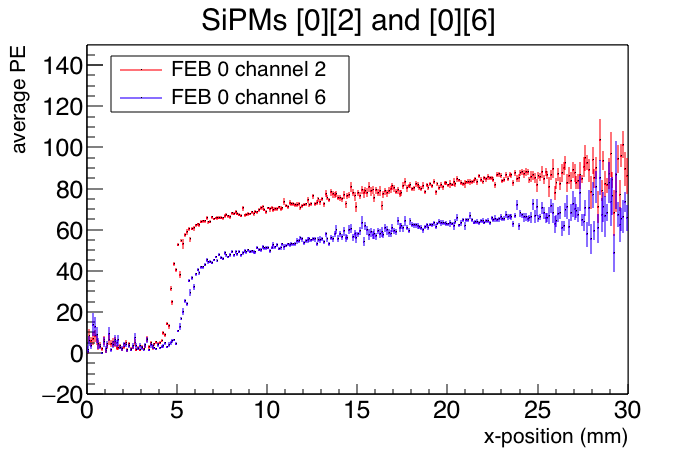 SiPMs [0][2] and [0][6]
average PE
FEB 0 channel 2
FEB 0 channel 6
140
120
100
80
60
40
20
0
−20
0 5 10 15 20 25 30
x-position (mm)